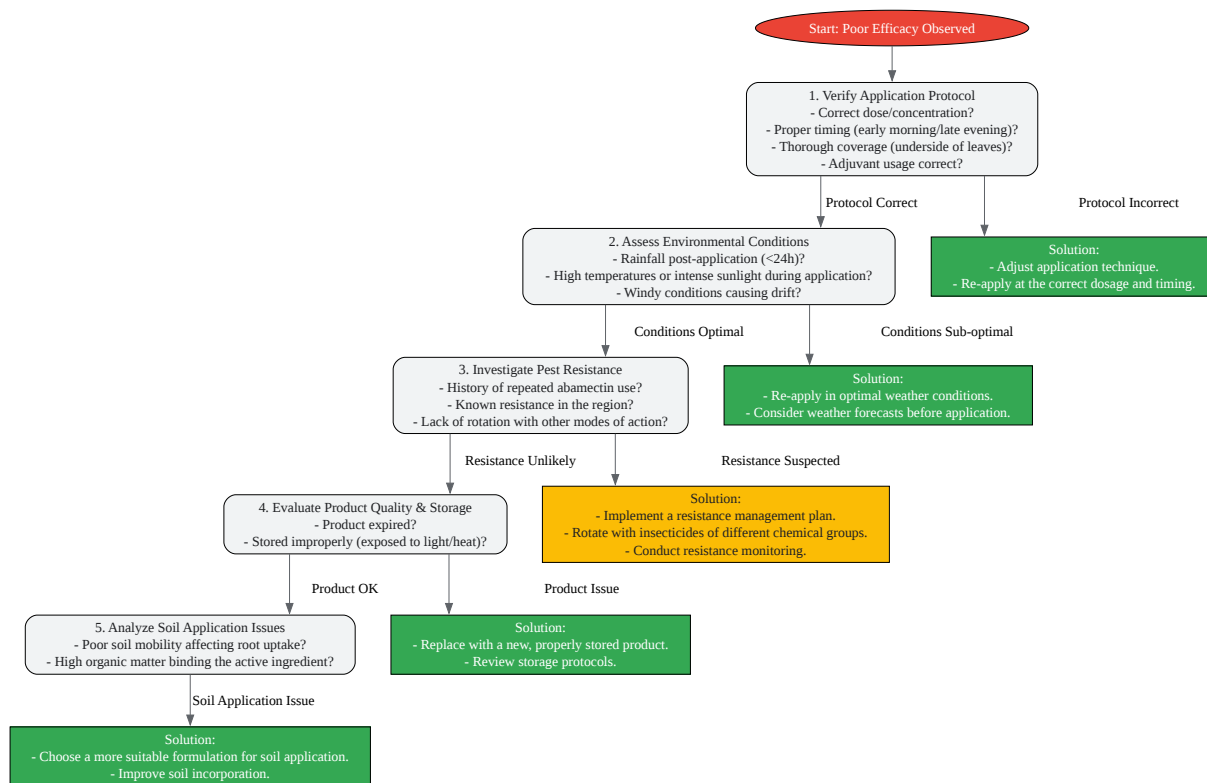 Start: Poor Efficacy Observed
1. Verify Application Protocol
- Correct dose/concentration?
- Proper timing (early morning/late evening)?
- Thorough coverage (underside of leaves)?
- Adjuvant usage correct?
Protocol Correct
Protocol Incorrect
2. Assess Environmental Conditions
- Rainfall post-application (<24h)?
- High temperatures or intense sunlight during application?
- Windy conditions causing drift?
Solution:
- Adjust application technique.
- Re-apply at the correct dosage and timing.
Conditions Optimal
Conditions Sub-optimal
3. Investigate Pest Resistance
- History of repeated abamectin use?
- Known resistance in the region?
- Lack of rotation with other modes of action?
Solution:
- Re-apply in optimal weather conditions.
- Consider weather forecasts before application.
Resistance Unlikely
Resistance Suspected
4. Evaluate Product Quality & Storage
- Product expired?
- Stored improperly (exposed to light/heat)?
Solution:
- Implement a resistance management plan.
- Rotate with insecticides of different chemical groups.
- Conduct resistance monitoring.
Product OK
Product Issue
5. Analyze Soil Application Issues
- Poor soil mobility affecting root uptake?
- High organic matter binding the active ingredient?
Solution:
- Replace with a new, properly stored product.
- Review storage protocols.
Soil Application Issue
Solution:
- Choose a more suitable formulation for soil application.
- Improve soil incorporation.